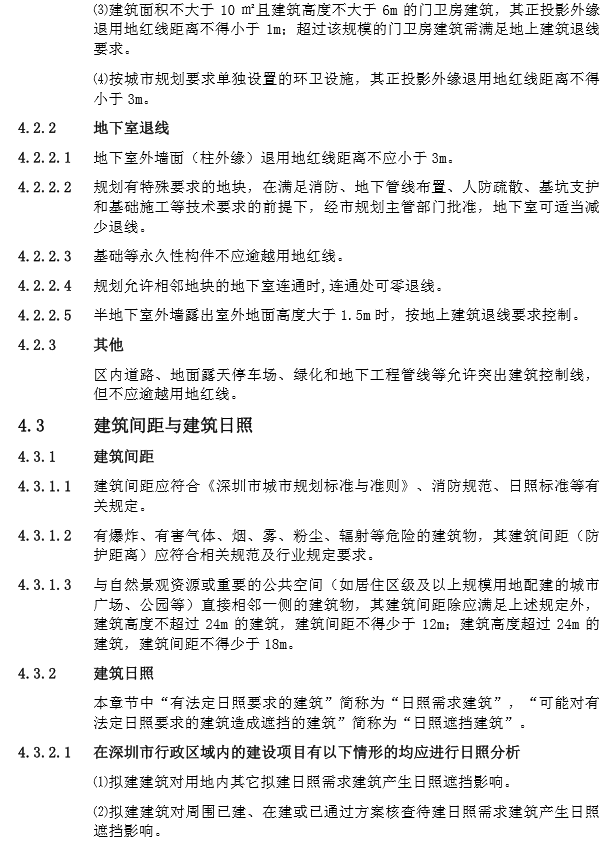 ⑶建筑面积不大于 10 ㎡且建筑高度不大于 6m 的门卫房建筑，其正投影外缘
退用地红线距离不得小于 1m；超过该规模的门卫房建筑需满足地上建筑退线
要求。
⑷按城市规划要求单独设置的环卫设施，其正投影外缘退用地红线距离不得
小于 3m。
4.2.2 地下室退线
4.2.2.1 地下室外墙面（柱外缘）退用地红线距离不应小于 3m。
4.2.2.2 规划有特殊要求的地块，在满足消防、地下管线布置、人防疏散、基坑支护
和基础施工等技术要求的前提下，经市规划主管部门批准，地下室可适当减
少退线。
4.2.2.3 基础等永久性构件不应逾越用地红线。
4.2.2.4 规划允许相邻地块的地下室连通时,连通处可零退线。
4.2.2.5 半地下室外墙露出室外地面高度大于 1.5m 时，按地上建筑退线要求控制。
4.2.3 其他
区内道路、地面露天停车场、绿化和地下工程管线等允许突出建筑控制线，
但不应逾越用地红线。
4.3 建筑间距与建筑日照
4.3.1 建筑间距
4.3.1.1 建筑间距应符合《深圳市城市规划标准与准则》、消防规范、日照标准等有
关规定。
4.3.1.2 有爆炸、有害气体、烟、雾、粉尘、辐射等危险的建筑物，其建筑间距（防
护距离）应符合相关规范及行业规定要求。
4.3.1.3 与自然景观资源或重要的公共空间（如居住区级及以上规模用地配建的城市
广场、公园等）直接相邻一侧的建筑物，其建筑间距除应满足上述规定外，
建筑高度不超过 24m 的建筑，建筑间距不得少于 12m；建筑高度超过 24m 的
建筑，建筑间距不得少于 18m。
4.3.2 建筑日照
本章节中“有法定日照要求的建筑”简称为“日照需求建筑”，“可能对有
法定日照要求的建筑造成遮挡的建筑”简称为“日照遮挡建筑”。
4.3.2.1 在深圳市行政区域内的建设项目有以下情形的均应进行日照分析
⑴拟建建筑对用地内其它拟建日照需求建筑产生日照遮挡影响。
⑵拟建建筑对周围已建、在建或已通过方案核查待建日照需求建筑产生日照
遮挡影响。